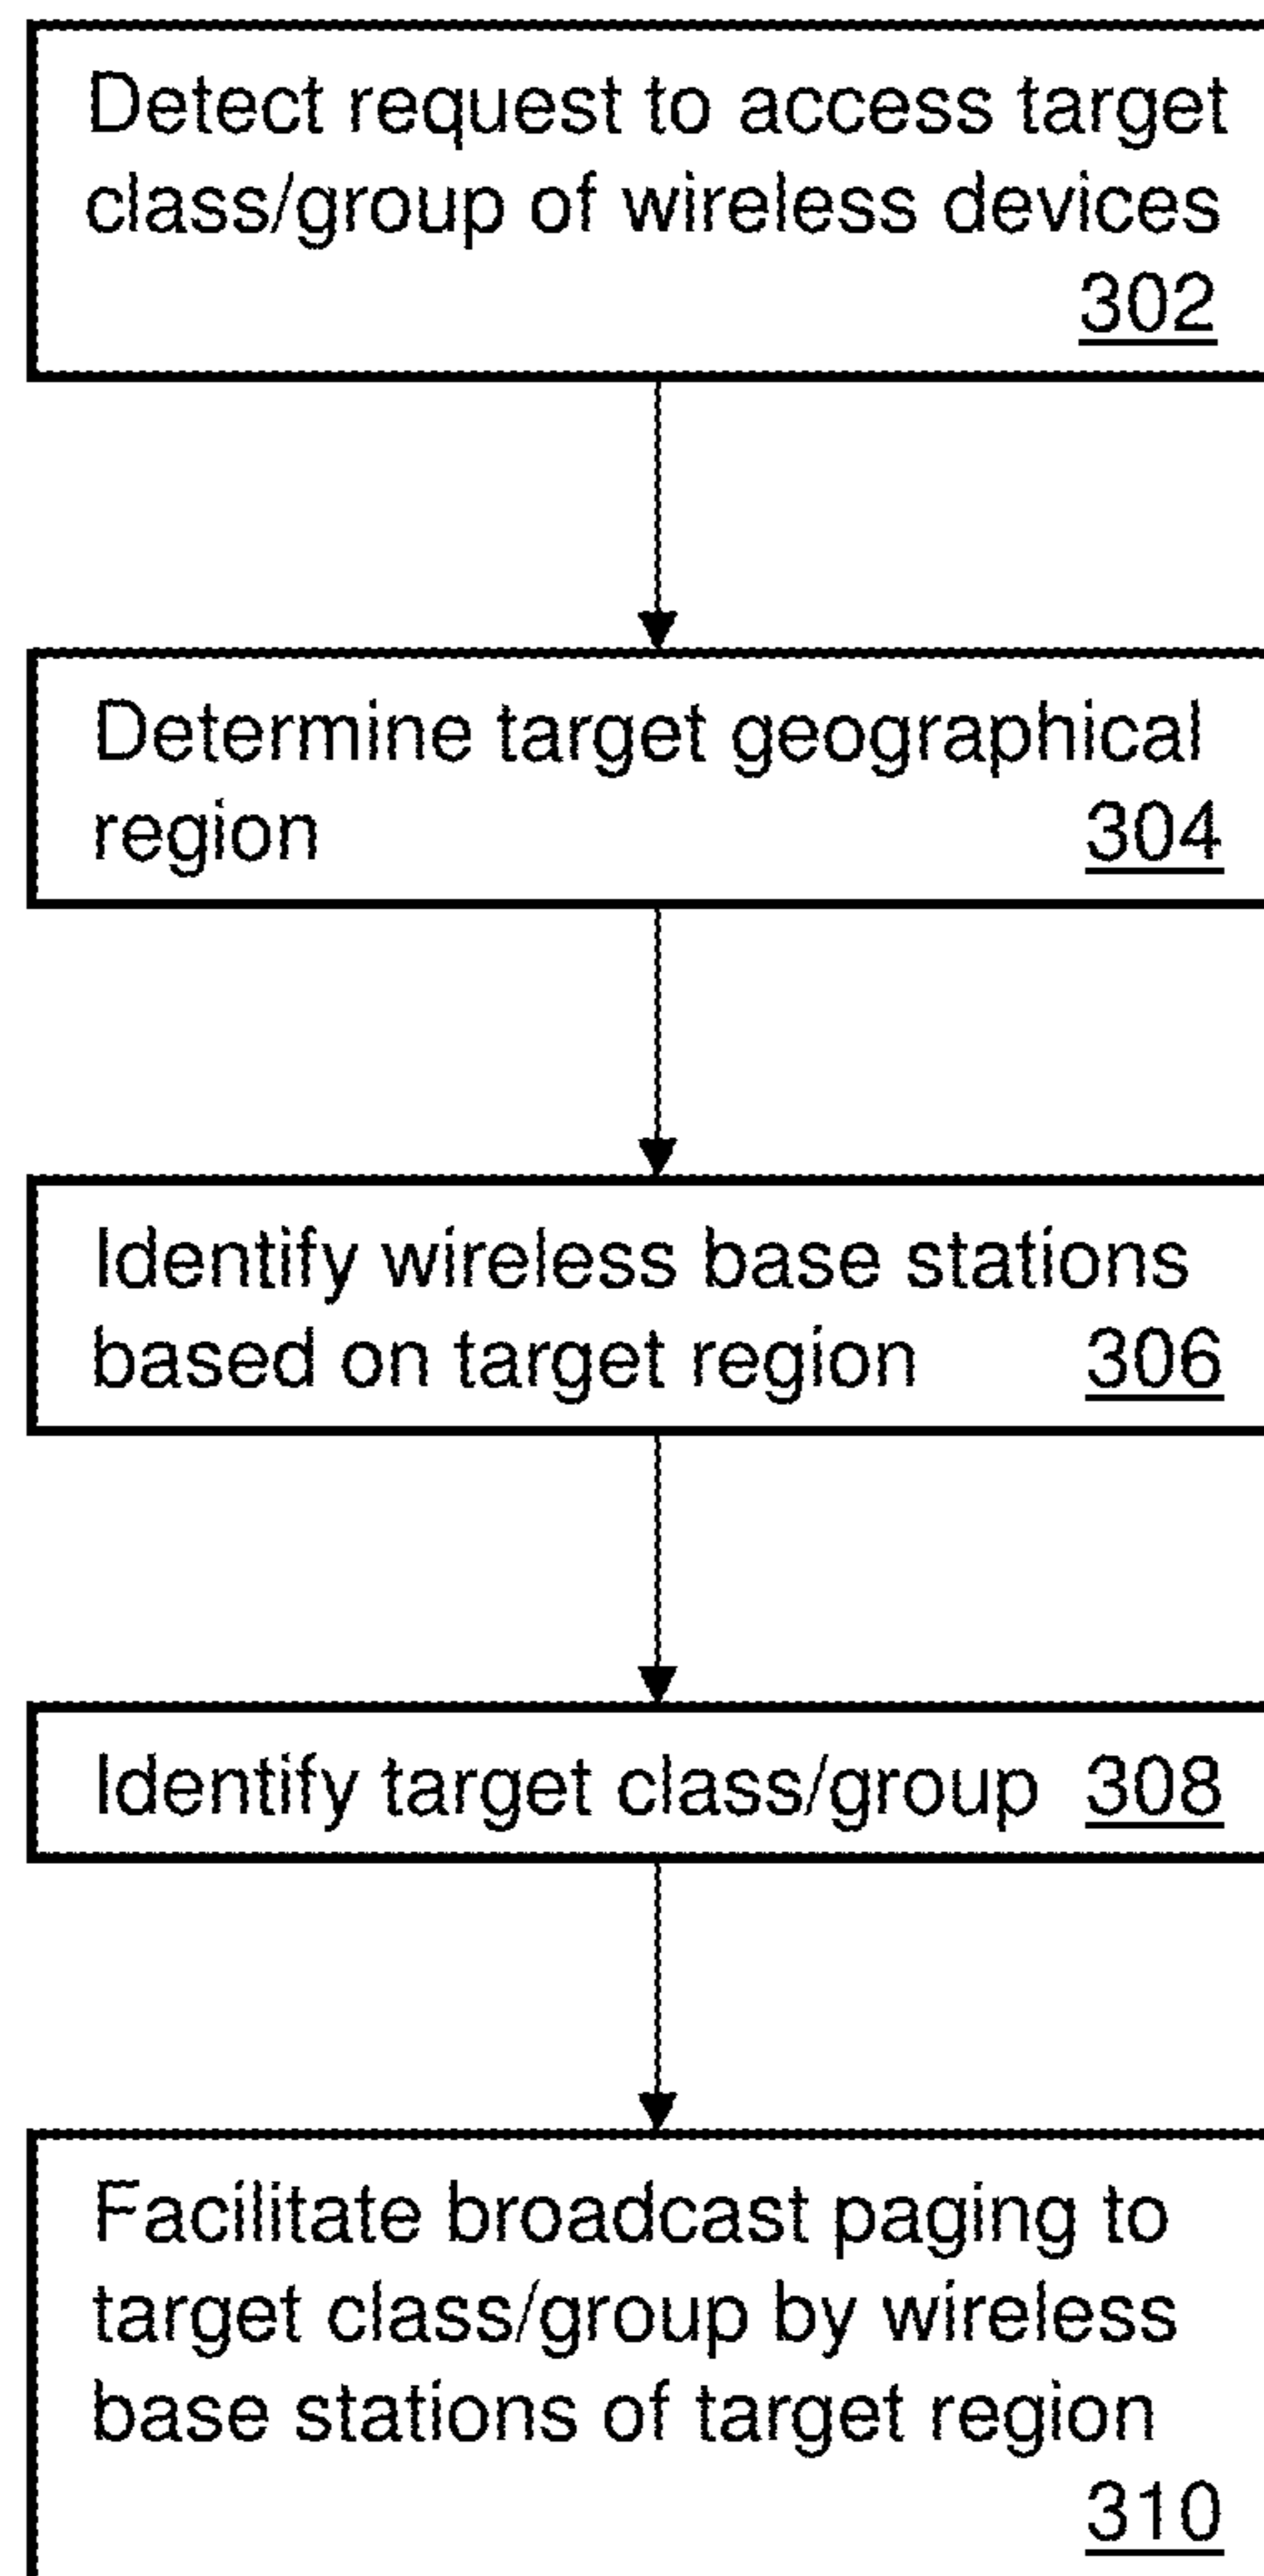 Detect request to access target
class/group of wireless devices
302
Determine target geographical
region 304
Identify wireless base stations
based on target region 306
Identify target class/group 308
Facilitate broadcast paging to
target class/group by wireless
base stations of target region
310